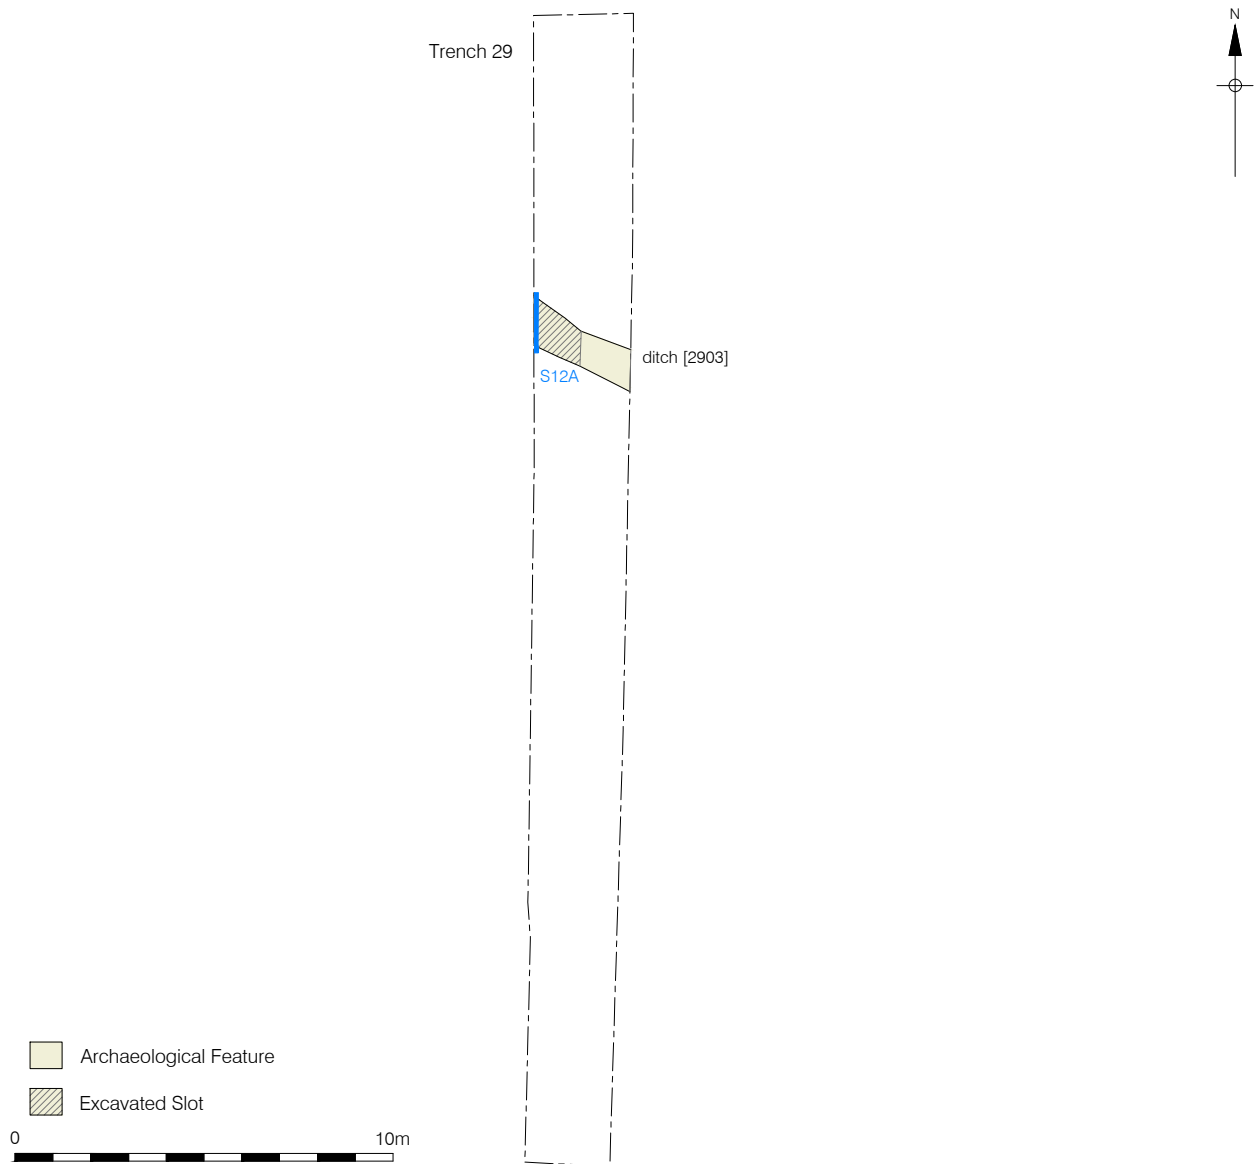 N
Trench 29
ditch [2903]
S12A
Archaeological Feature
Excavated Slot
0 10m